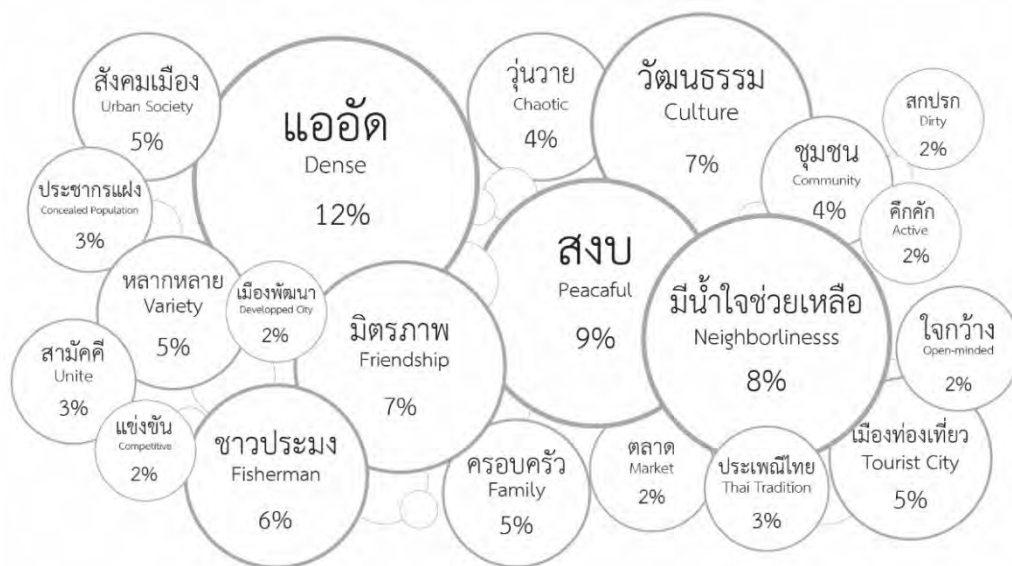 สังคมเมือง
Urban Society
5%
แออัด
Dense
12%
วุ่นวาย
Chaotic
4%
วัฒนธรรม
Culture
7%
สกปรก
Dirty
2%
ประชากรแฝง
Concealed Population
3%
ชุมชน
Community
4%
คึกคัก
Active
2%
หลากหลาย
Variety
5%
เมืองพัฒนา
Developped City
2%
มิตรภาพ
Friendship
7%
สงบ
Peacaful
9%
มีน้ำใจช่วยเหลือ
Neighborlinesss
8%
ใจกว้าง
Open-minded
2%
สามัคคี
Unite
3%
แข่งขัน
Competitive
2%
ชาวประมง
Fisherman
6%
ครอบครัว
Family
5%
ตลาด
Market
2%
ประเพณีไทย
Thai Tradition
3%
เมืองท่องเที่ยว
Tourist City
5%